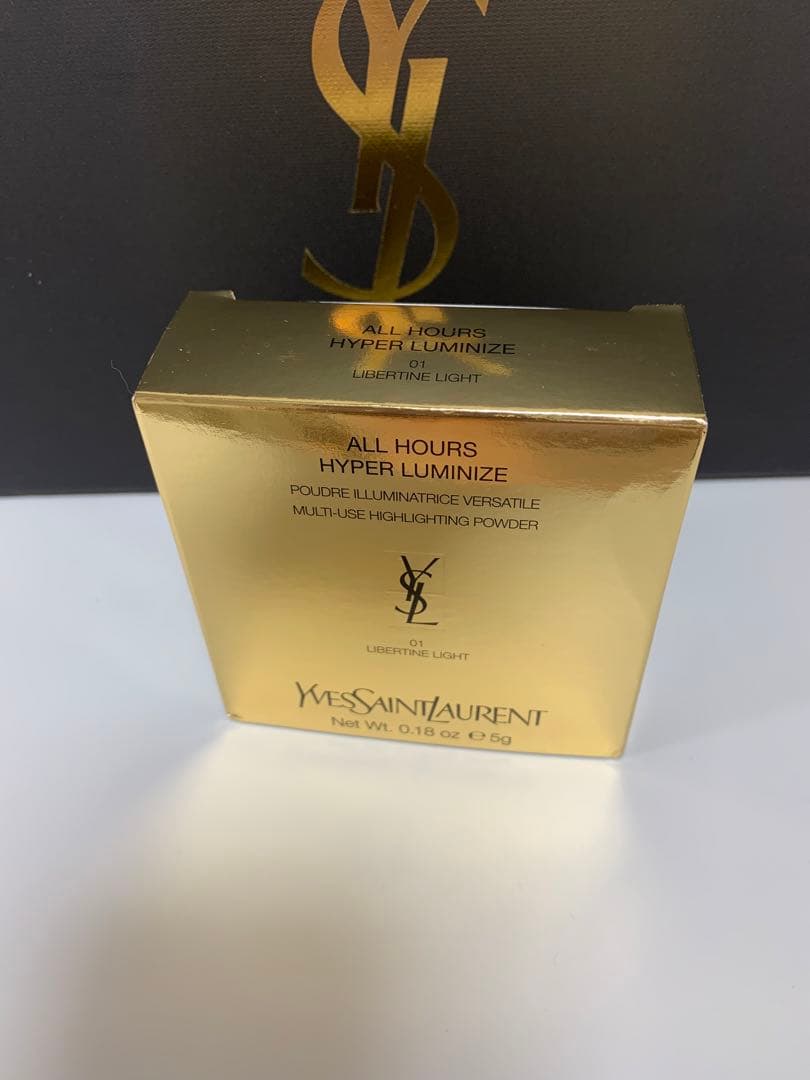 YSL
ALL HOURS
HYPER LUMINIZE
01
LIBERTINE LIGHT
ALL HOURS
HYPER LUMINIZE
POUDRE ILLUMINATRICE VERSATILE
MULTI-USE HIGHLIGHTING POWDER
YSL
01
LIBERTINE LIGHT
YVESSAINTLAURENT
Net Wt. 0.18 oz ℮ 5g